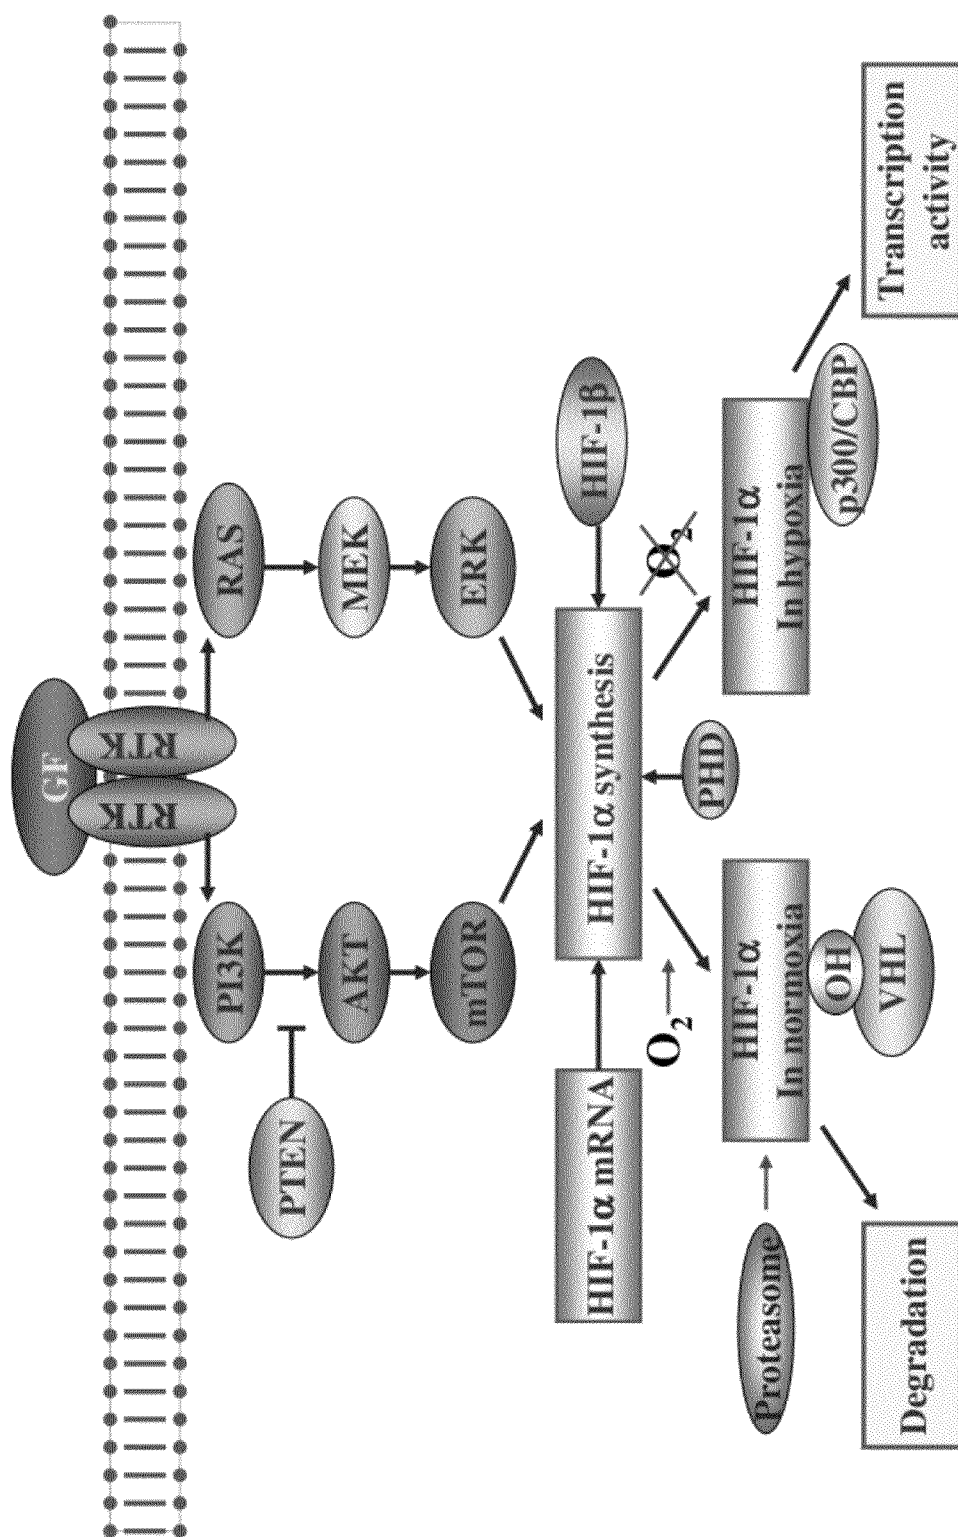 GF
RTK
RTK
PI3K
RAS
PTEN
AKT
MEK
mTOR
ERK
HIF-1α mRNA
HIF-1α synthesis
HIF-1β
O2
O2
PHD
Proteasome
HIF-1α
In normoxia
HIF-1α
In hypoxia
OH
VHL
p300/CBP
Degradation
Transcription
activity